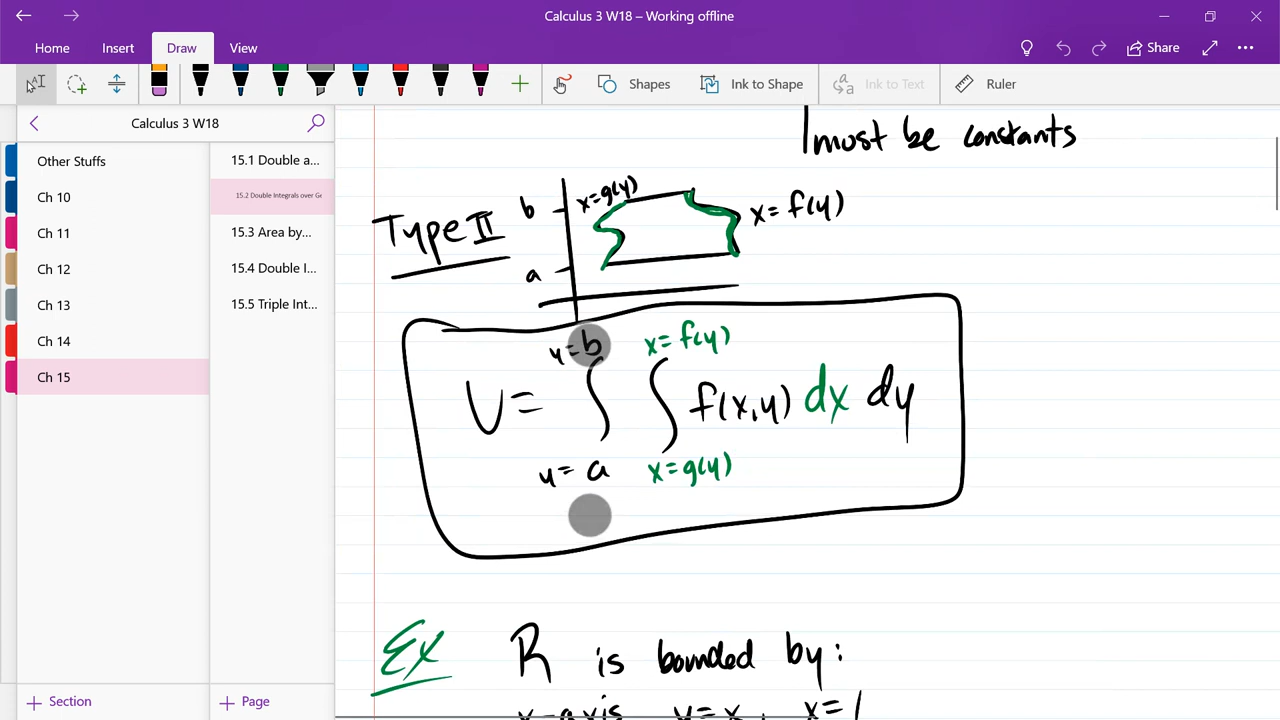 Calculus 3 W18 – Working offline
Home Insert Draw View Share
Shapes Ink to Shape Ink to Text Ruler
Calculus 3 W18
Other Stuffs
Ch 10
Ch 11
Ch 12
Ch 13
Ch 14
Ch 15
15.1 Double a...
15.2 Double Integrals over Ge
15.3 Area by...
15.4 Double I...
15.5 Triple Int...
+ Section
+ Page
must be constants
Type II
b
a
x=g(y)
x=f(y)
y=b x=f(y)
V= ∫ ∫ f(x,y) dx dy
y=a x=g(y)
Ex R is bounded by:
x-axis y=x, x=1